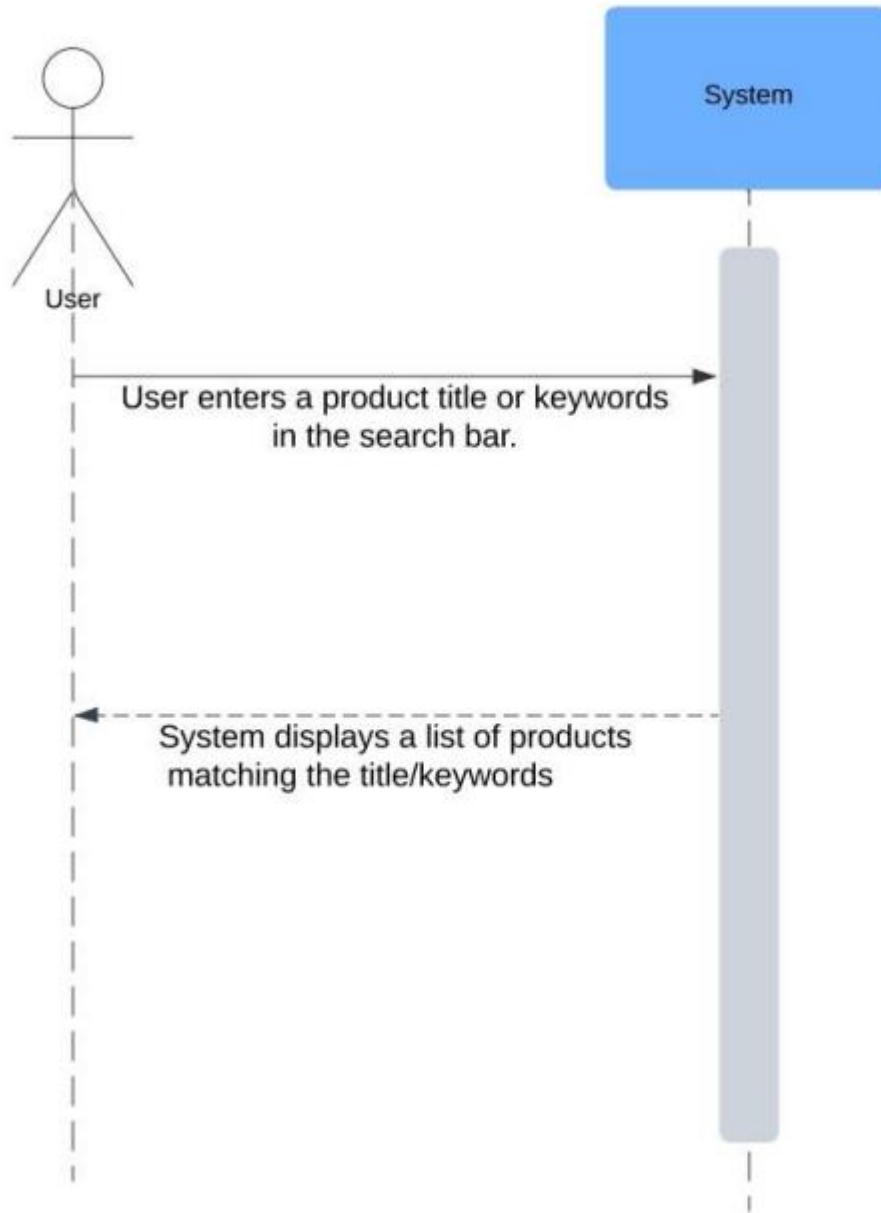 System
User
User enters a product title or keywords
in the search bar.
System displays a list of products
matching the title/keywords